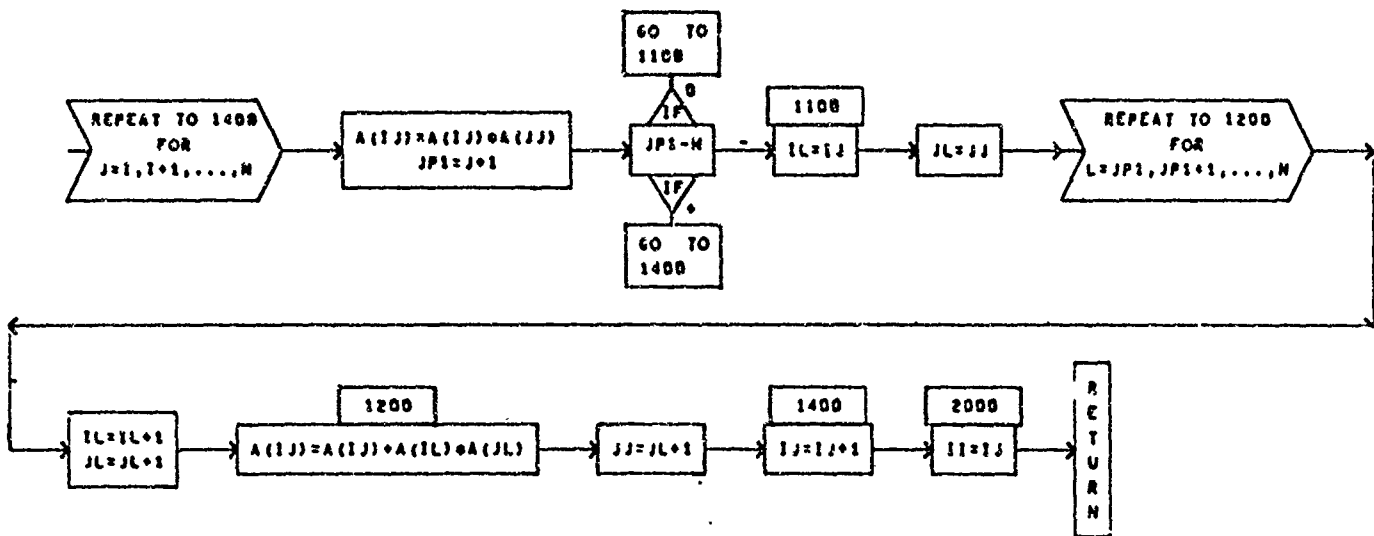 GO TO
1100
0
IF
REPEAT TO 1400
FOR
J=I,I+1,...,N
A(IJ)=A(IJ)*A(JJ)
JP1=J+1
JP1-N
-
1100
IL=IJ
JL=JJ
REPEAT TO 1200
FOR
L=JP1,JP1+1,...,N
IF
+
GO TO
1400
IL=IL+1
JL=JL+1
1200
A(IJ)=A(IJ)+A(IL)*A(JL)
JJ=JL+1
1400
IJ=IJ+1
2000
II=IJ
RETURN